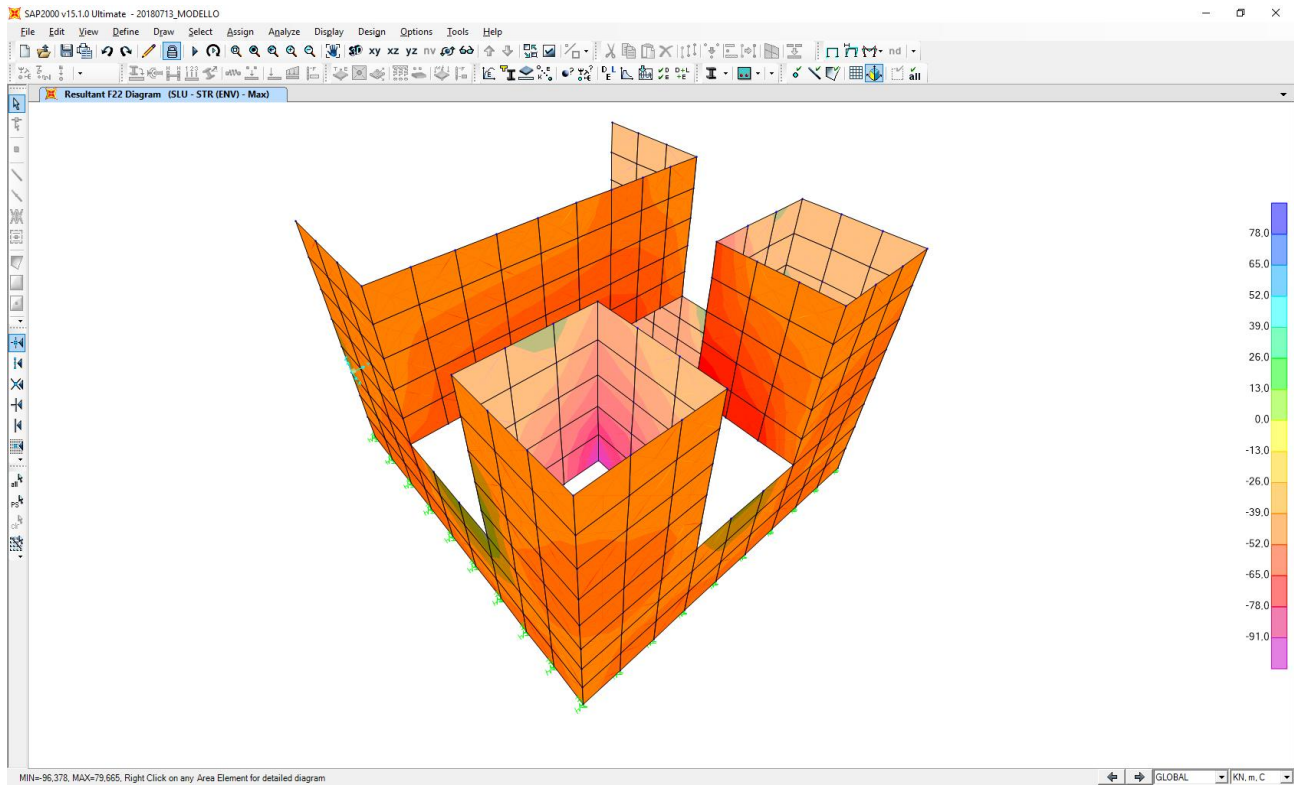 SAP2000 v15.1.0 Ultimate - 20180713_MODELLO
File Edit View Define Draw Select Assign Analyze Display Design Options Tools Help
xy xz yz nv nd
all
Resultant F22 Diagram (SLU - STR (ENV) - Max)
78,0
65,0
52,0
39,0
26,0
13,0
0,0
-13,0
-26,0
-39,0
-52,0
-65,0
-78,0
-91,0
all
PS
clr
MIN=-96,378, MAX=79,665, Right Click on any Area Element for detailed diagram
GLOBAL
KN, m, C